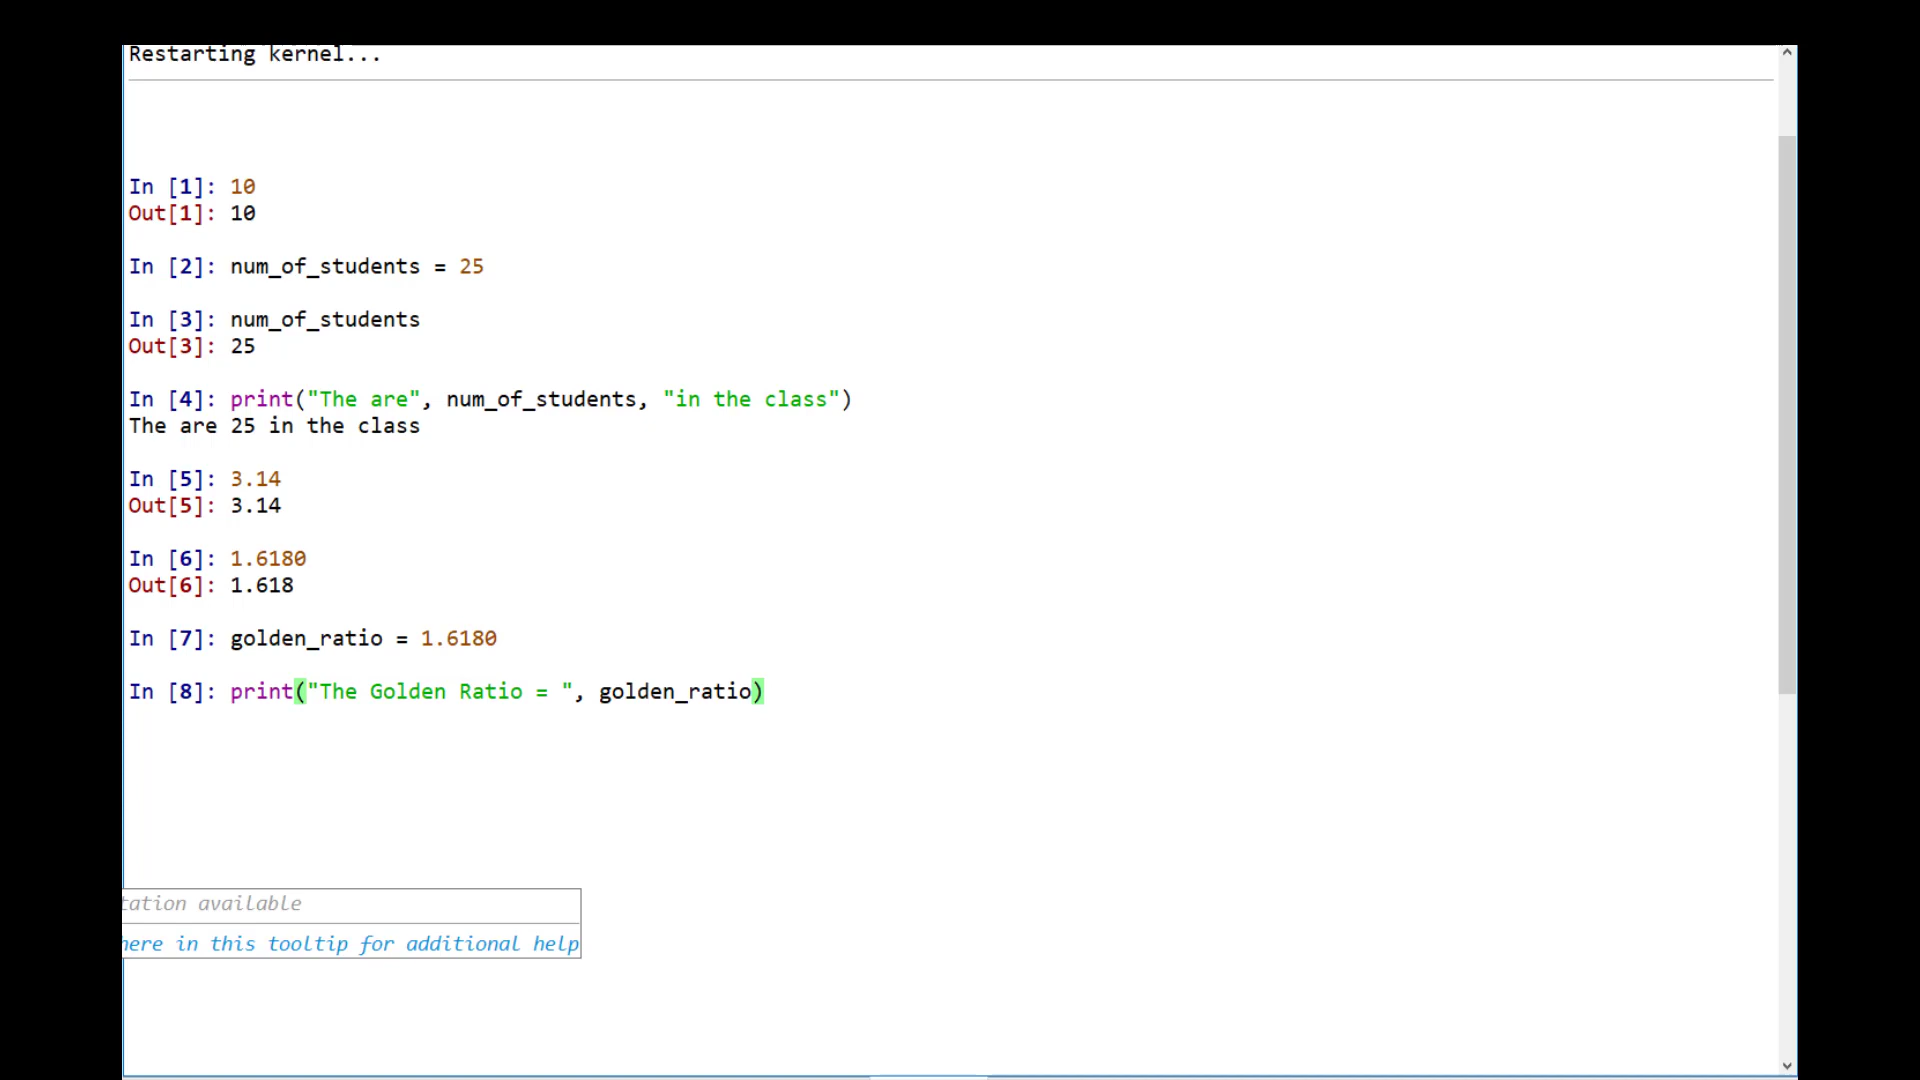 Restarting kernel...
In [1]: 10
Out[1]: 10
In [2]: num_of_students = 25
In [3]: num_of_students
Out[3]: 25
In [4]: print("The are", num_of_students, "in the class")
The are 25 in the class
In [5]: 3.14
Out[5]: 3.14
In [6]: 1.6180
Out[6]: 1.618
In [7]: golden_ratio = 1.6180
In [8]: print("The Golden Ratio = ", golden_ratio)
tation available
here in this tooltip for additional help